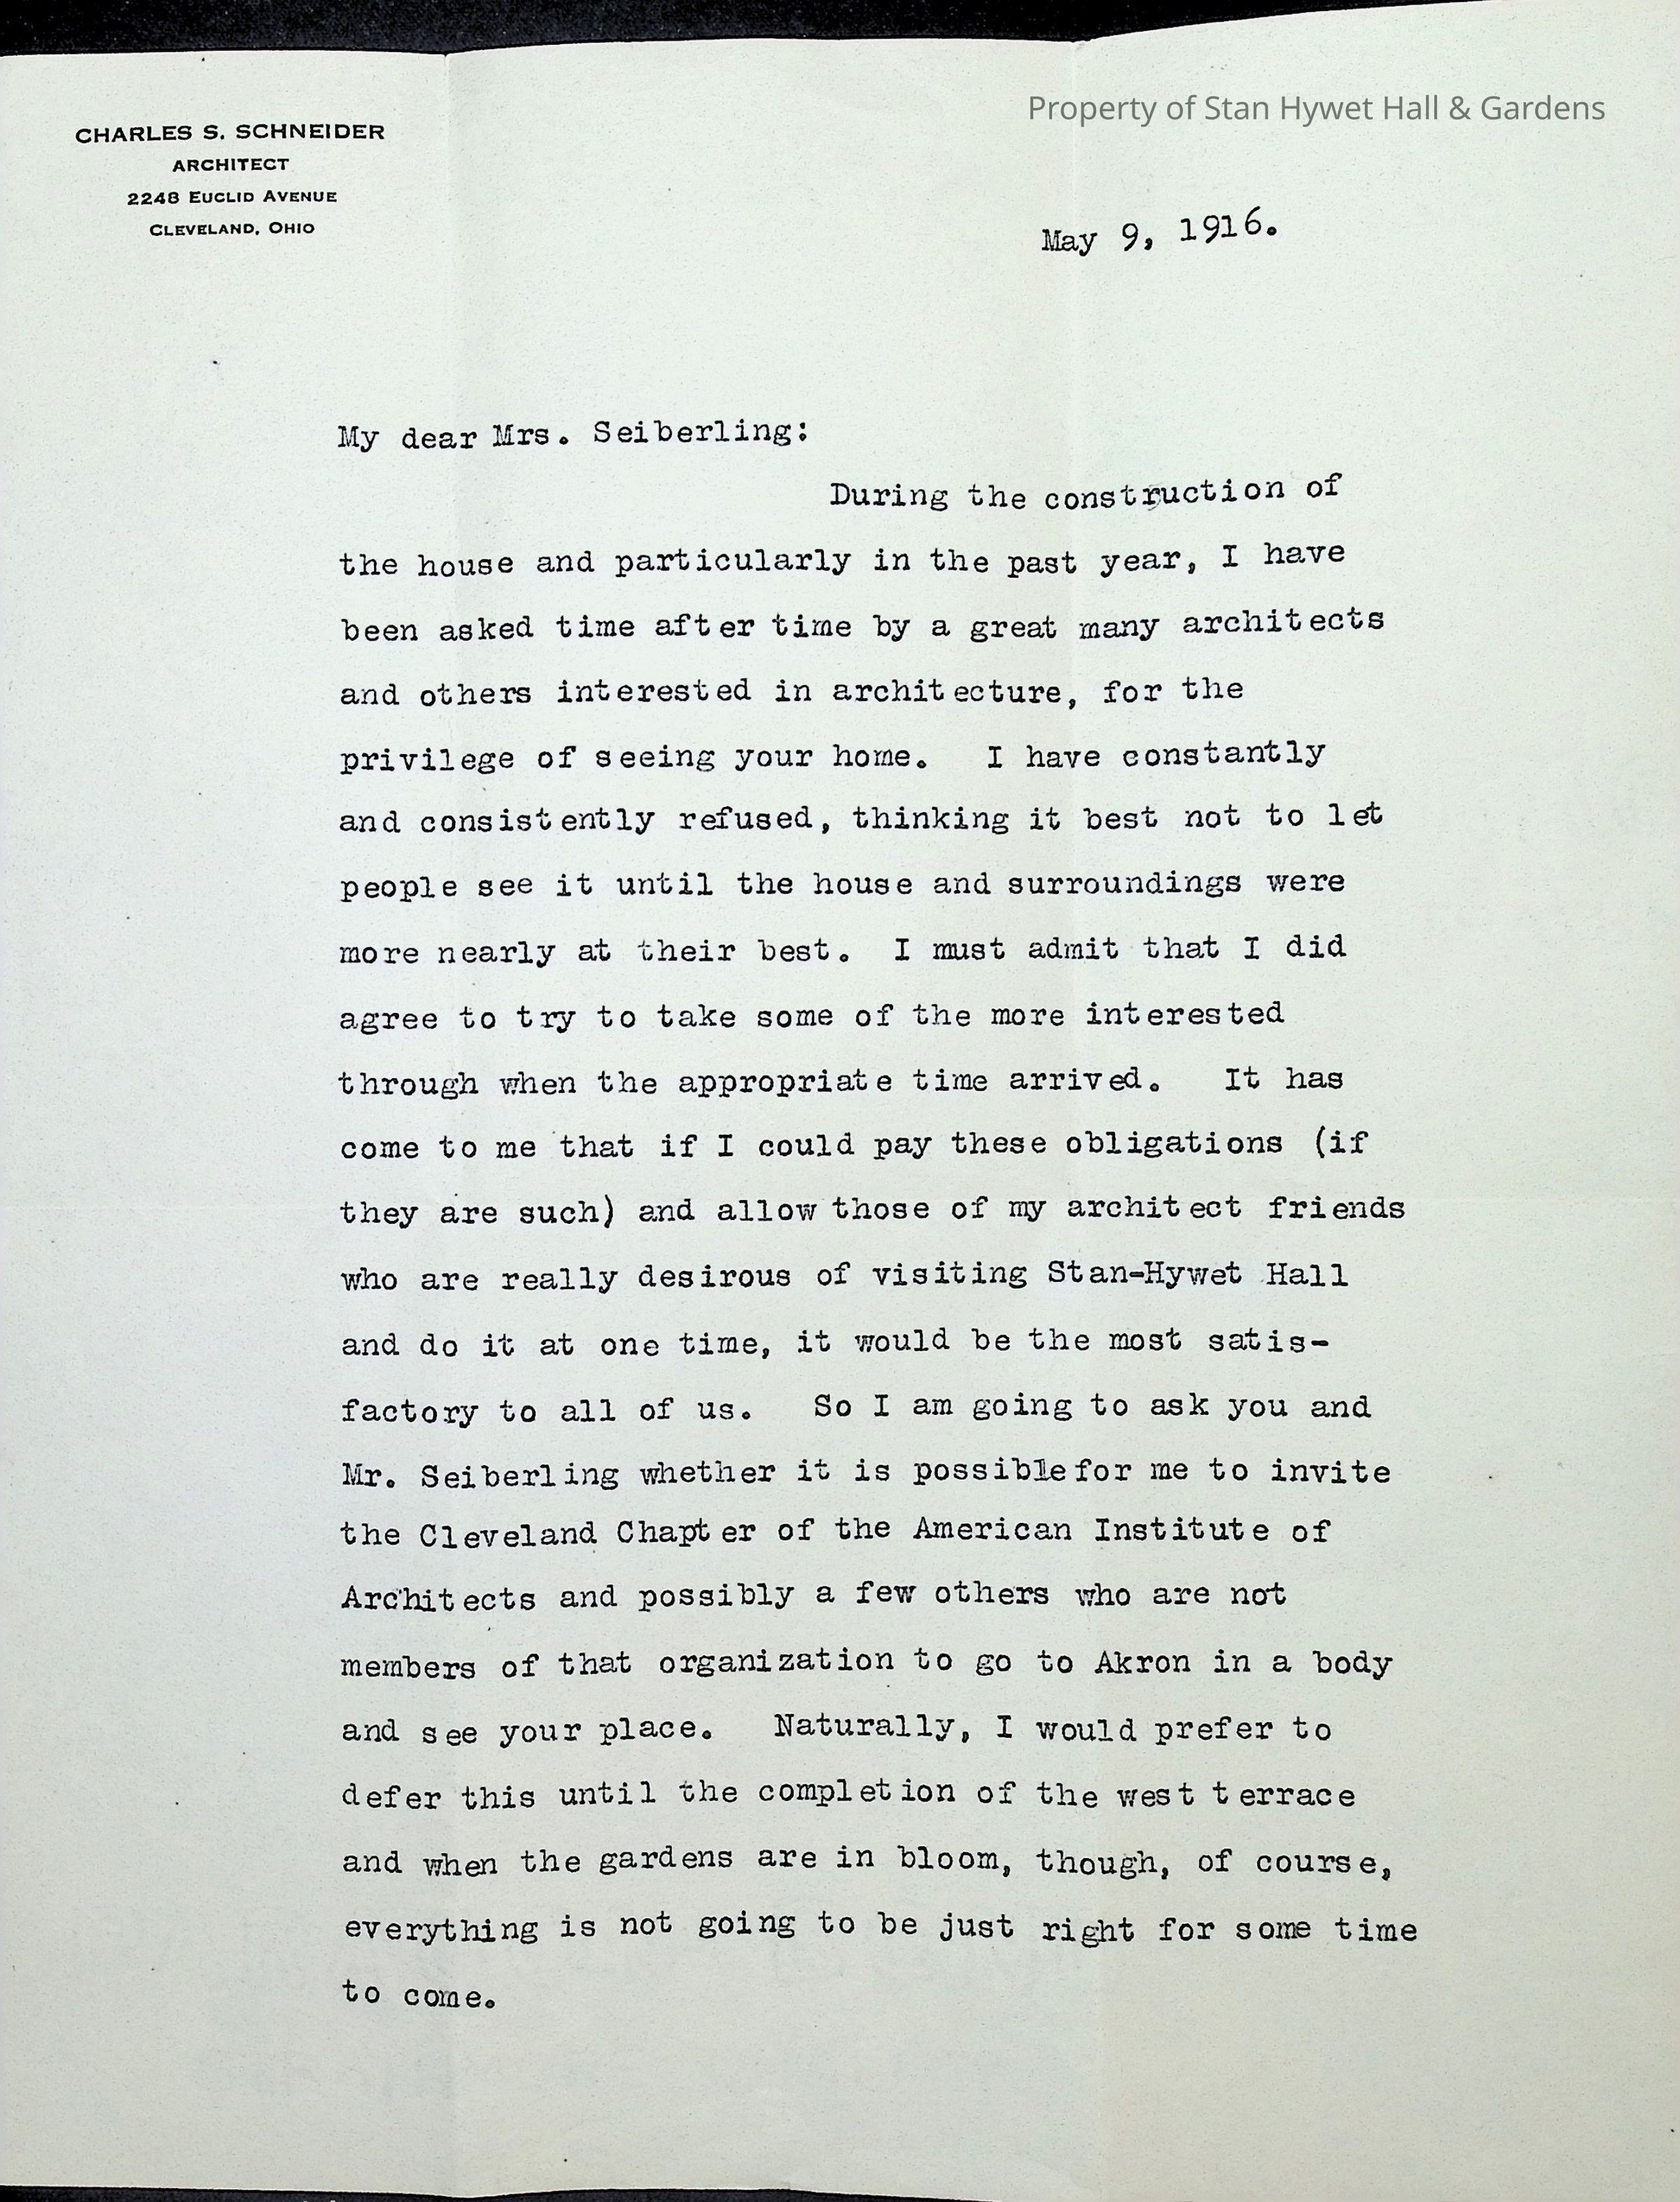 Property of Stan Hywet Hall & Gardens
CHARLES S. SCHNEIDER
ARCHITECT
2248 EUCLID AVENUE
CLEVELAND, OHIO
May 9, 1916.
My dear Mrs. Seiberling:
During the construction of
the house and particularly in the past year, I have
been asked time after time by a great many architects
and others interested in architecture, for the
privilege of seeing your home. I have constantly
and consistently refused, thinking it best not to let
people see it until the house and surroundings were
more nearly at their best. I must admit that I did
agree to try to take some of the more interested
through when the appropriate time arrived. It has
come to me that if I could pay these obligations (if
they are such) and allow those of my architect friends
who are really desirous of visiting Stan-Hywet Hall
and do it at one time, it would be the most satis-
factory to all of us. So I am going to ask you and
Mr. Seiberling whether it is possiblefor me to invite
the Cleveland Chapter of the American Institute of
Architects and possibly a few others who are not
members of that organization to go to Akron in a body
and see your place. Naturally, I would prefer to
defer this until the completion of the west terrace
and when the gardens are in bloom, though, of course,
everything is not going to be just right for some time
to come.